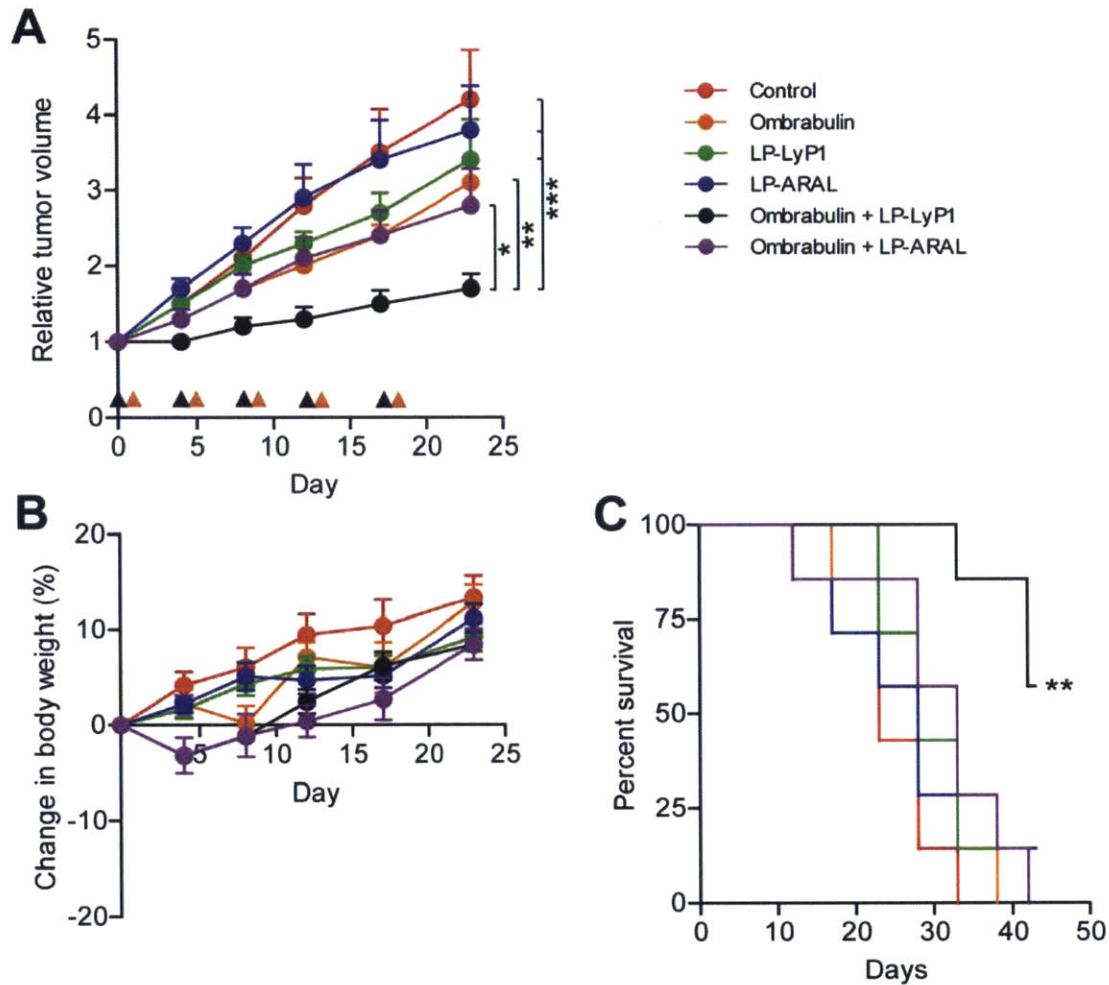 A
5
4
3
2
1
0
Relative tumor volume
0 5 10 15 20 25
Day
*
**
***
Control
Ombrabulin
LP-LyP1
LP-ARAL
Ombrabulin + LP-LyP1
Ombrabulin + LP-ARAL
B
20
10
0
-10
-20
Change in body weight (%)
5 10 15 20 25
Day
C
100
75
50
25
0
Percent survival
**
0 10 20 30 40 50
Days